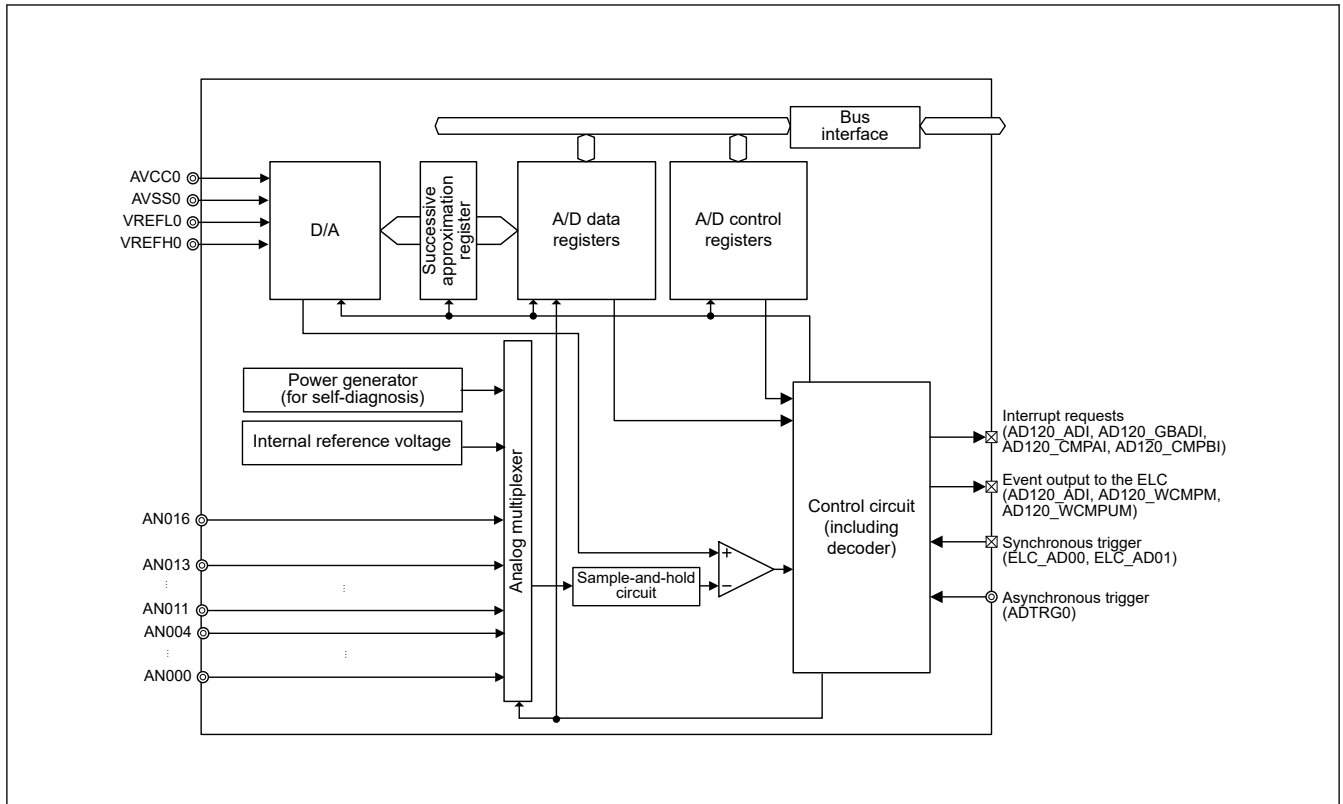 Bus
interface
AVCC0
AVSS0
VREFL0
VREFH0
D/A
Successive
approximation
register
A/D data
registers
A/D control
registers
Power generator
(for self-diagnosis)
Internal reference voltage
Analog multiplexer
AN016
AN013
AN011
AN004
AN000
Sample-and-hold
circuit
+
−
Control circuit
(including
decoder)
Interrupt requests
(AD120_ADI, AD120_GBADI,
AD120_CMPAI, AD120_CMPBI)
Event output to the ELC
(AD120_ADI, AD120_WCMPM,
AD120_WCMPUM)
Synchronous trigger
(ELC_AD00, ELC_AD01)
Asynchronous trigger
(ADTRG0)